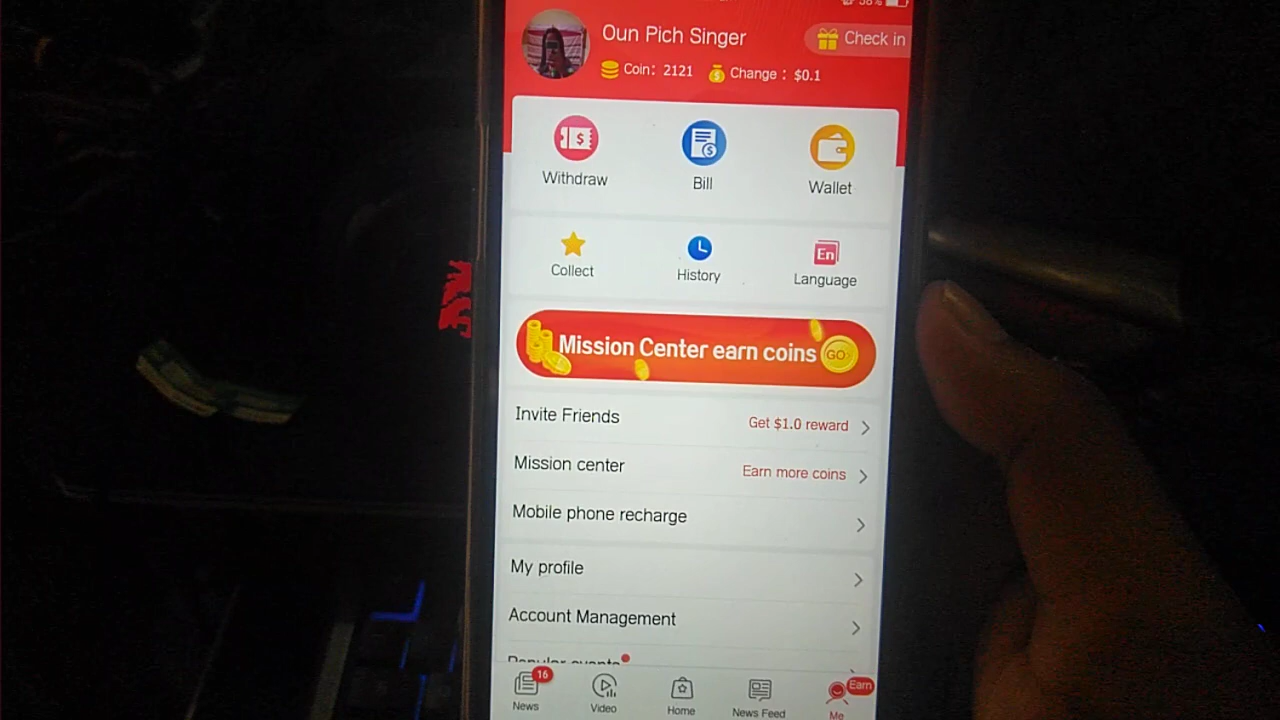 58%
Oun Pich Singer
Check in
Coin: 2121
Change : $0.1
Withdraw
Bill
Wallet
Collect
History
En
Language
Mission Center earn coins
GO
Invite Friends
Get $1.0 reward
Mission center
Earn more coins
Mobile phone recharge
My profile
Account Management
Popular events
16
Earn
News
Video
Home
News Feed
Me